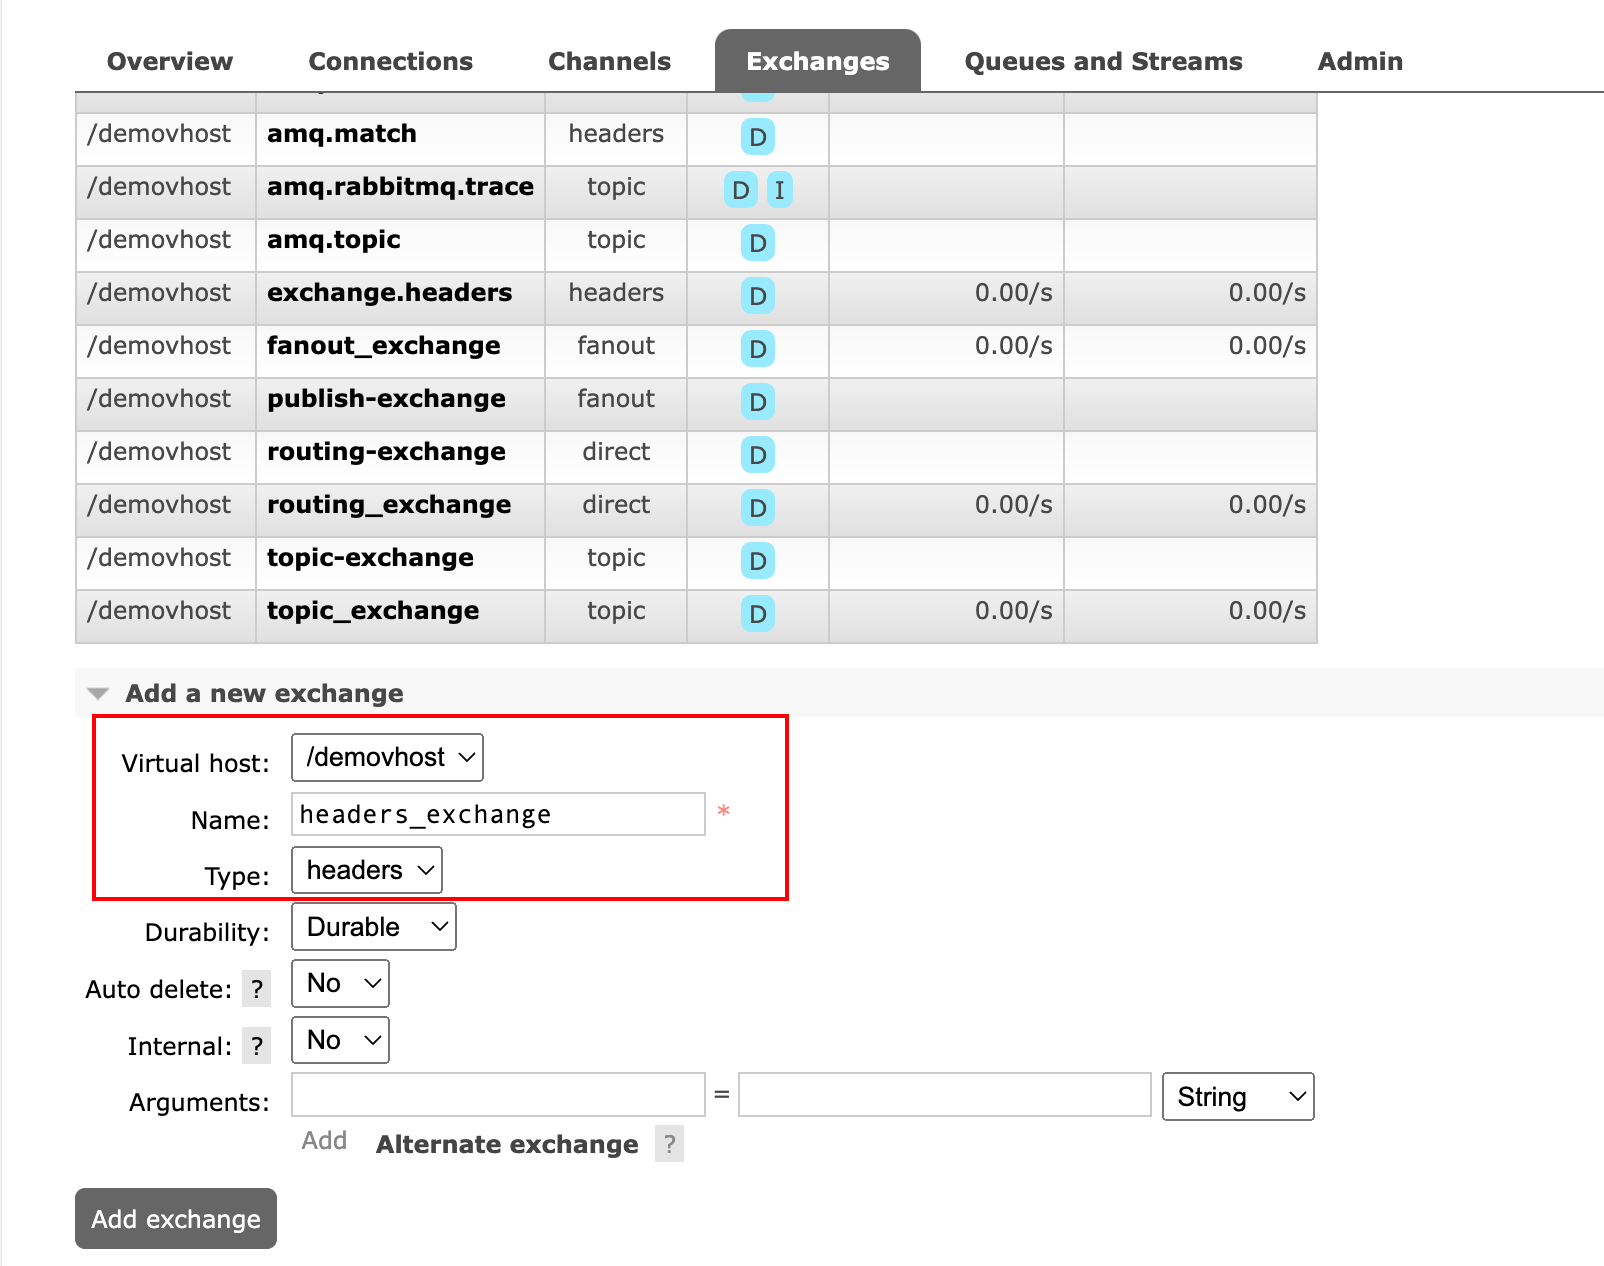 Overview Connections Channels Exchanges Queues and Streams Admin
/demovhost amq.match headers D
/demovhost amq.rabbitmq.trace topic D I
/demovhost amq.topic topic D
/demovhost exchange.headers headers D 0.00/s 0.00/s
/demovhost fanout_exchange fanout D 0.00/s 0.00/s
/demovhost publish-exchange fanout D
/demovhost routing-exchange direct D
/demovhost routing_exchange direct D 0.00/s 0.00/s
/demovhost topic-exchange topic D
/demovhost topic_exchange topic D 0.00/s 0.00/s
Add a new exchange
Virtual host: /demovhost
Name: headers_exchange *
Type: headers
Durability: Durable
Auto delete: ? No
Internal: ? No
Arguments: = String
Add Alternate exchange ?
Add exchange